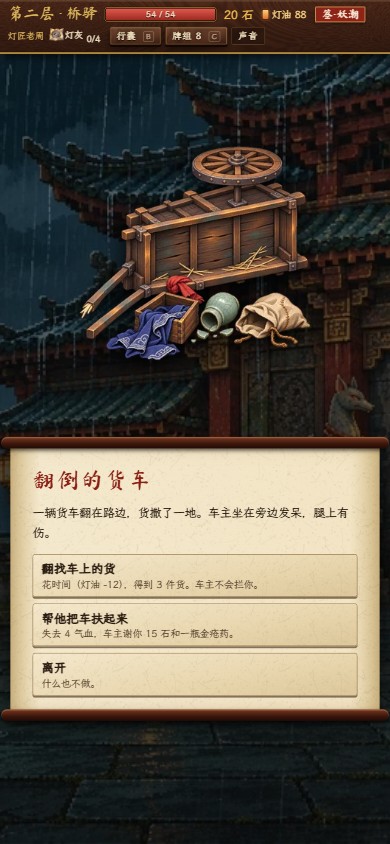 第二层·桥驿
54 / 54
20 石
灯油 88
签·妖潮
灯匠老周
灯灰 0/4
行囊 B
牌组 8 C
声音
翻倒的货车
一辆货车翻在路边，货撒了一地。车主坐在旁边发呆，腿上有
伤。
翻找车上的货
花时间（灯油 -12），得到 3 件货。车主不会拦你。
帮他把车扶起来
失去 4 气血，车主谢你 15 石和一瓶金疮药。
离开
什么也不做。